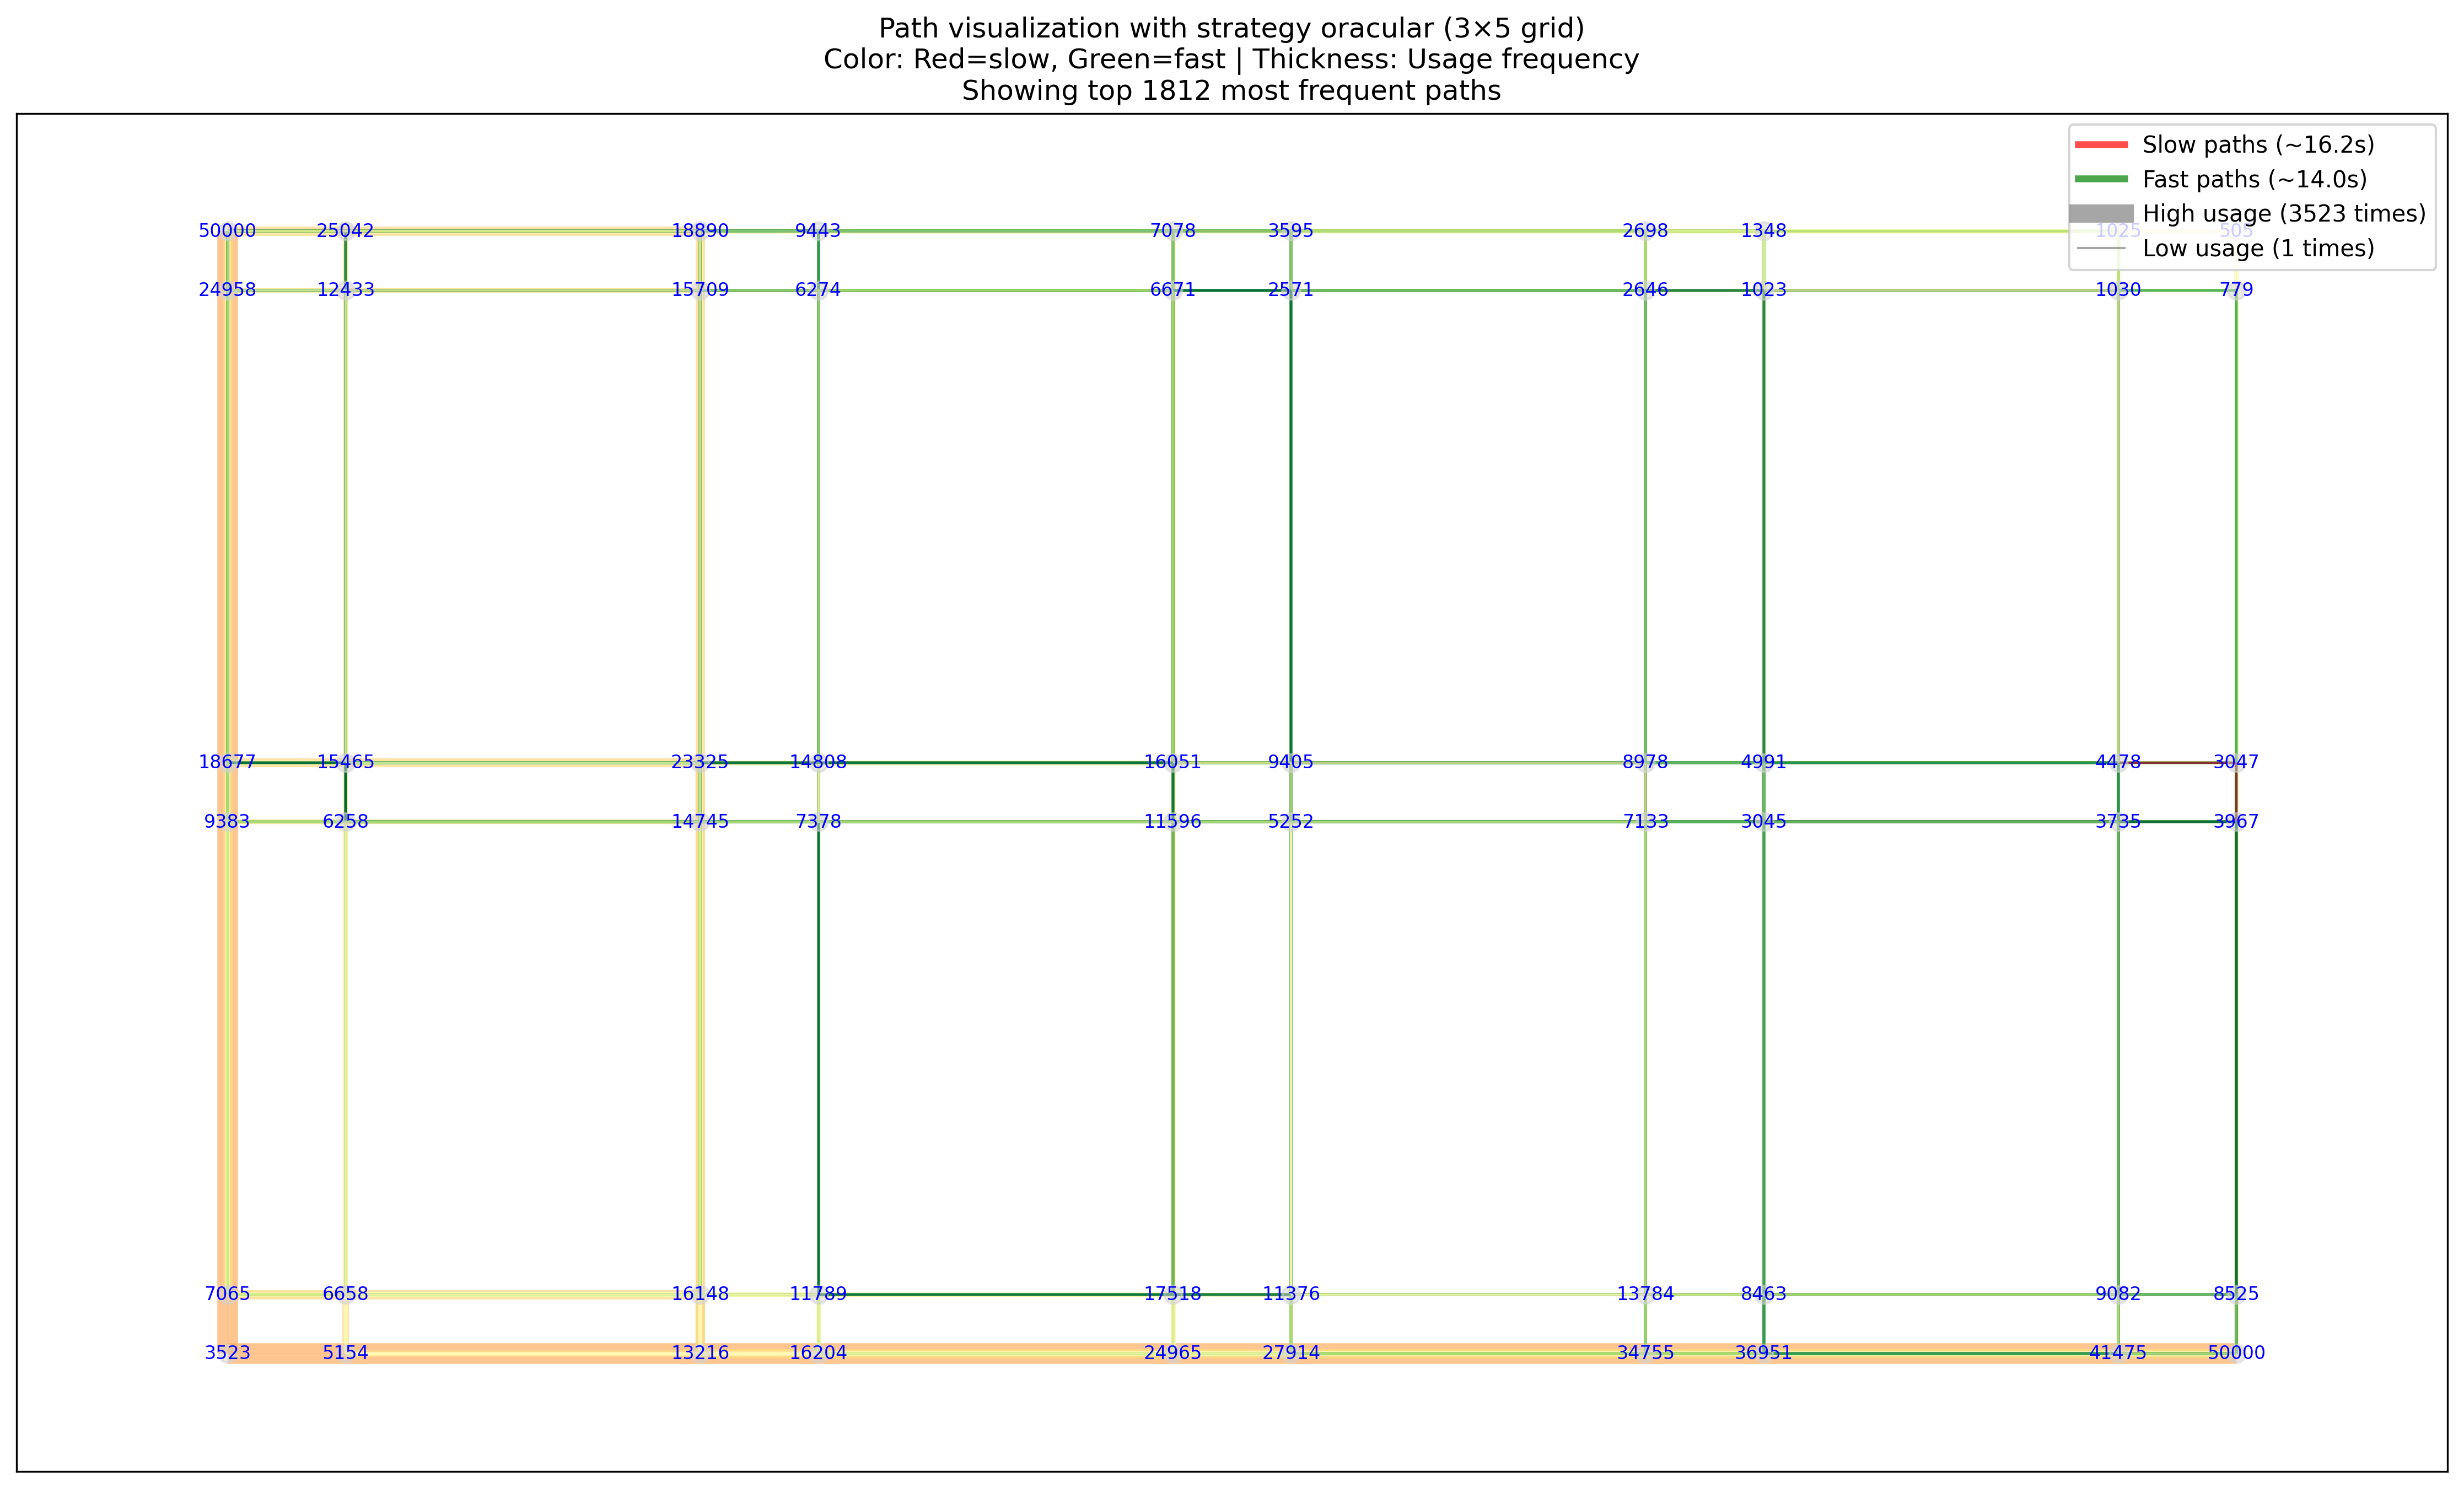 Path visualization with strategy oracular (3×5 grid)
Color: Red=slow, Green=fast | Thickness: Usage frequency
Showing top 1812 most frequent paths
Slow paths (~16.2s)
Fast paths (~14.0s)
High usage (3523 times)
Low usage (1 times)
50000 25042 18890 9443 7078 3595 2698 1348 1025 505
24958 12433 15709 6274 6671 2571 2646 1023 1030 779
18677 15465 23325 14808 16051 9405 8978 4991 4478 3047
9383 6258 14745 7378 11596 5252 7133 3045 3735 3967
7065 6658 16148 11789 17518 11376 13784 8463 9082 8525
3523 5154 13216 16204 24965 27914 34755 36951 41475 50000